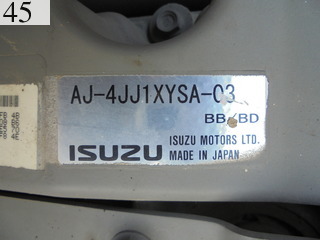 45
AJ-4JJ1XYSA-03
BB/BD
ISUZU
ISUZU MOTORS LTD.
MADE IN JAPAN